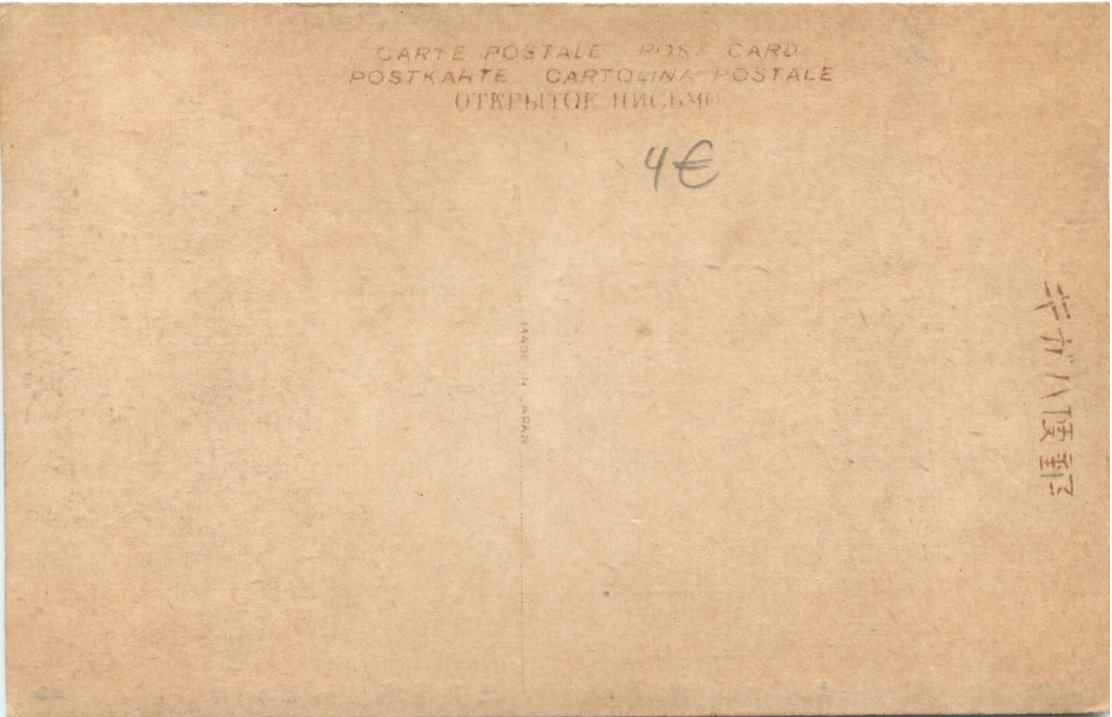 CARTE POSTALE POST CARD
POSTKARTE CARTOLINA POSTALE
ОТКРЫТОЕ ПИСЬМО
4€
MADE IN JAPAN
郵便ハガキ